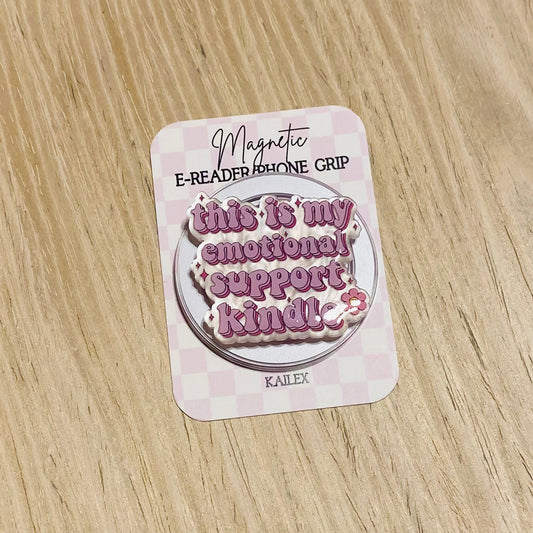 Magnetic
E-READER/PHONE GRIP
this is my
emotional
support
kindle
KAILEX